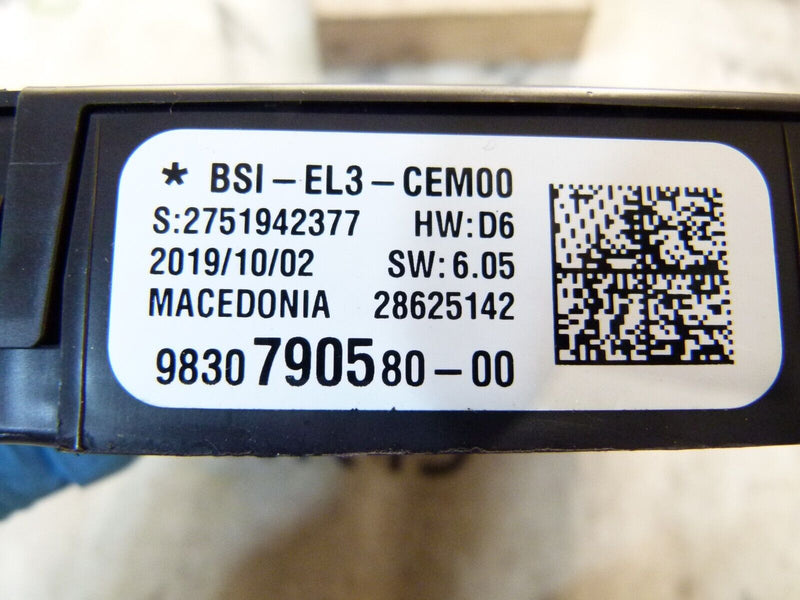 * BSI-EL3-CEM00
S:2751942377 HW:D6
2019/10/02 SW:6.05
MACEDONIA 28625142
9830790580-00